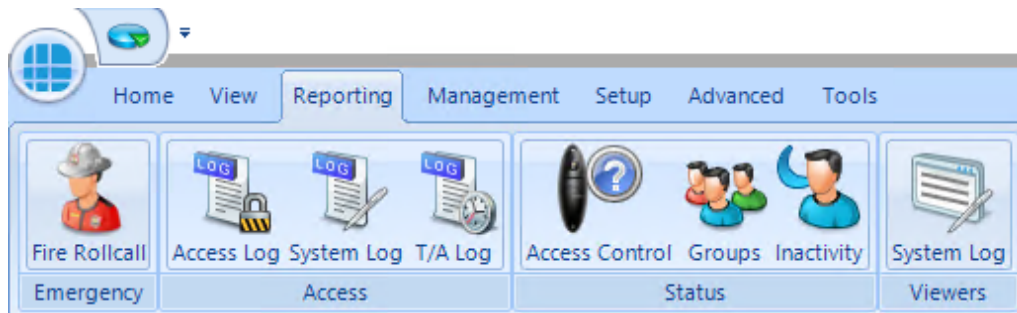 Home View Reporting Management Setup Advanced Tools
LOG LOG LOG
Fire Rollcall Access Log System Log T/A Log Access Control Groups Inactivity System Log
Emergency Access Status Viewers